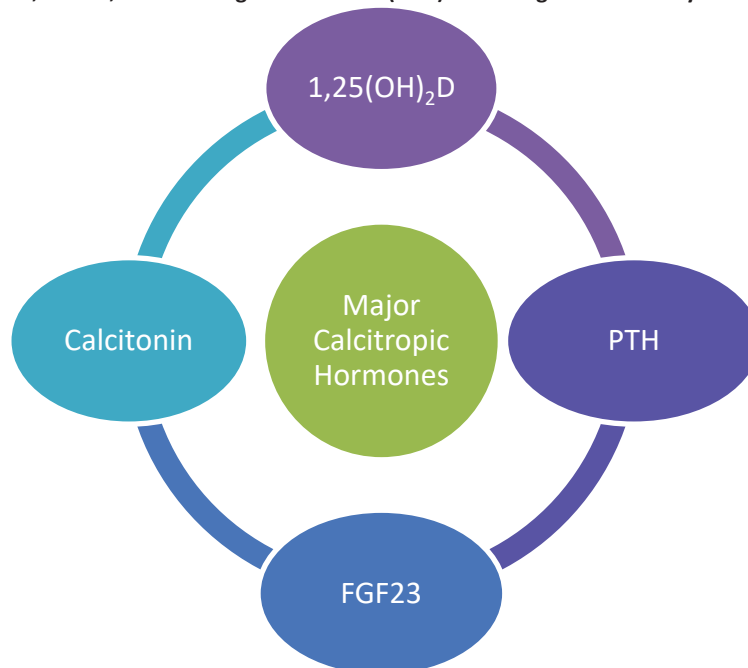 1,25(OH)₂D
Calcitonin
Major
Calcitropic
Hormones
PTH
FGF23